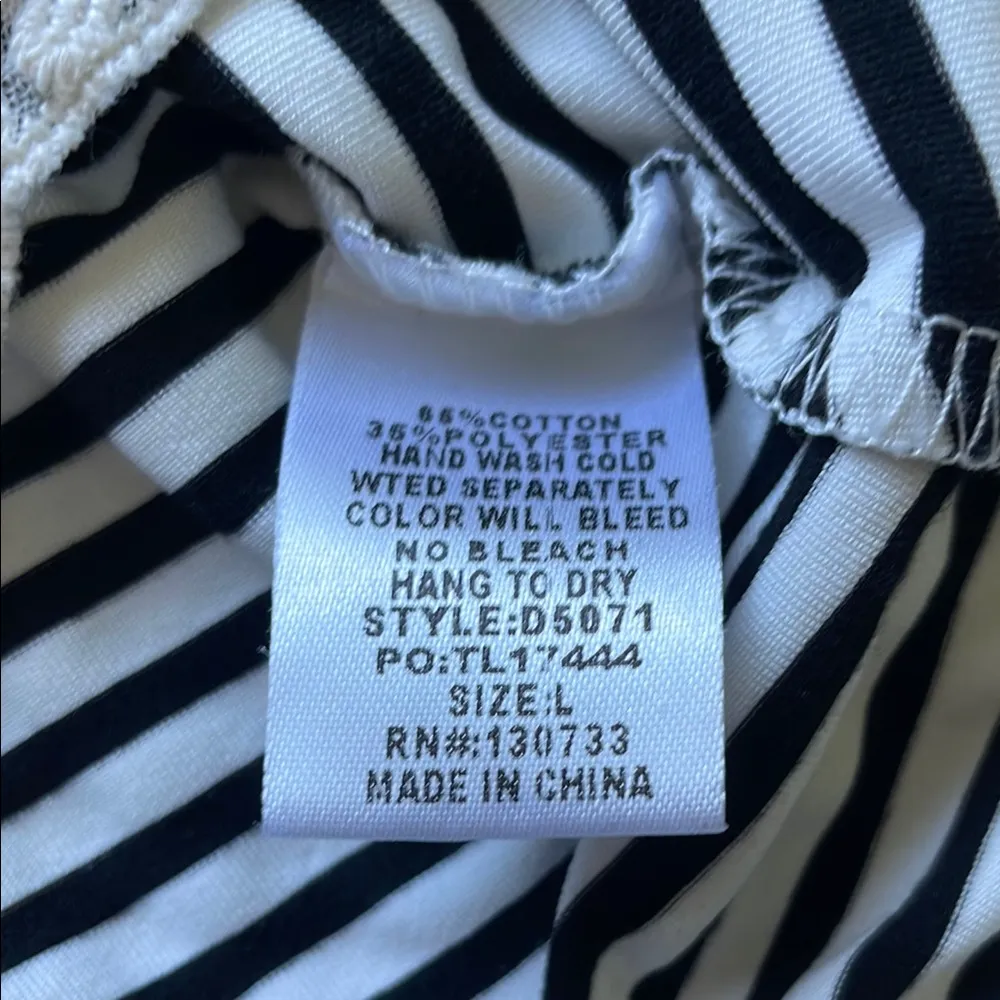 65%COTTON
35%POLYESTER
HAND WASH COLD
WTED SEPARATELY
COLOR WILL BLEED
NO BLEACH
HANG TO DRY
STYLE:D5071
PO:TL17444
SIZE:L
RN#:130733
MADE IN CHINA